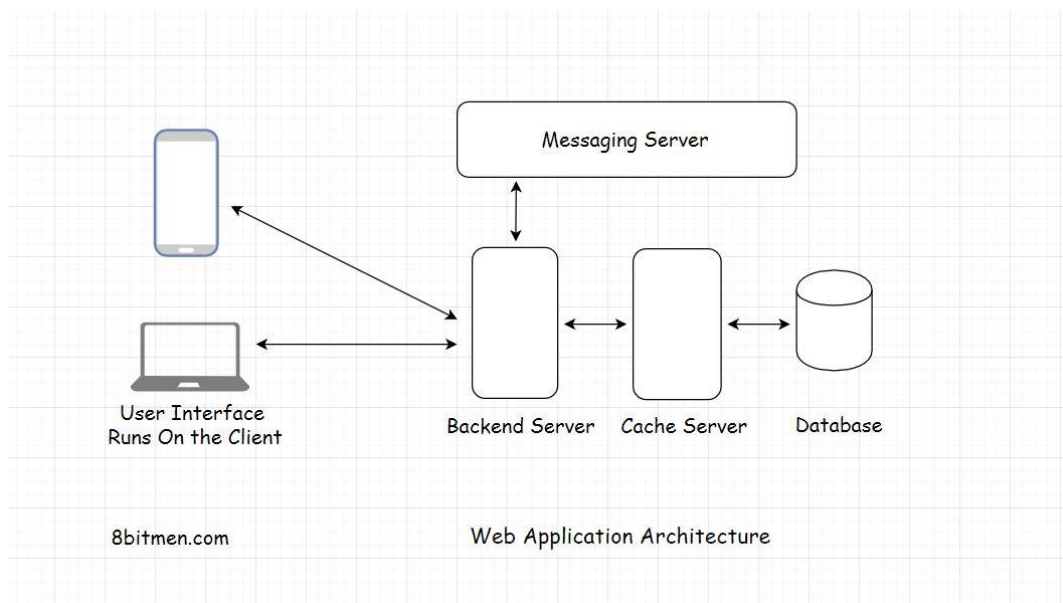 Messaging Server
User Interface
Runs On the Client
Backend Server
Cache Server
Database
8bitmen.com
Web Application Architecture